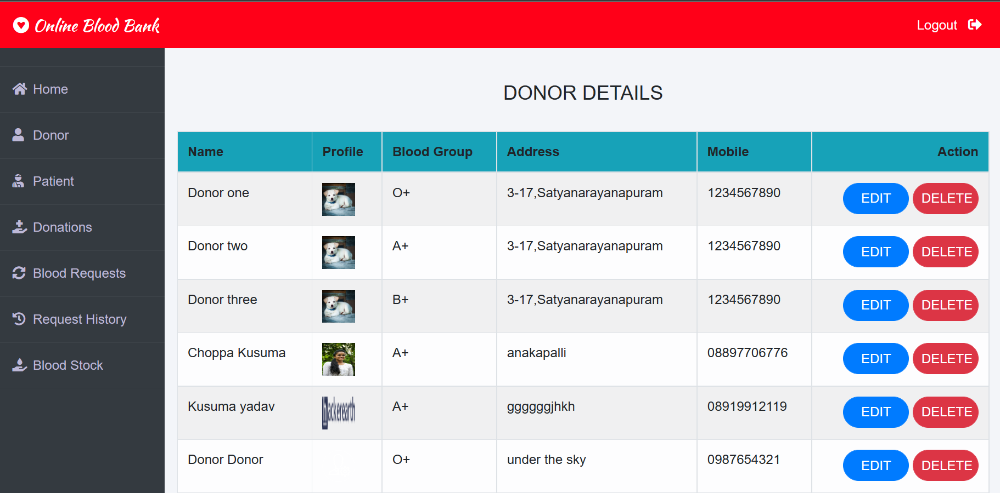 Online Blood Bank
Logout
Home
Donor
Patient
Donations
Blood Requests
Request History
Blood Stock
DONOR DETAILS
Name Profile Blood Group Address Mobile Action
Donor one O+ 3-17,Satyanarayanapuram 1234567890 EDIT DELETE
Donor two A+ 3-17,Satyanarayanapuram 1234567890 EDIT DELETE
Donor three B+ 3-17,Satyanarayanapuram 1234567890 EDIT DELETE
Choppa Kusuma A+ anakapalli 08897706776 EDIT DELETE
Kusuma yadav hackerearth A+ ggggggjhkh 08919912119 EDIT DELETE
Donor Donor O+ under the sky 0987654321 EDIT DELETE